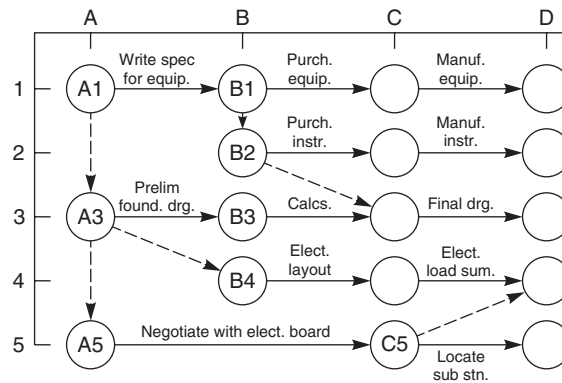 A B C D
Write spec Purch. Manuf.
for equip. equip. equip.
1 A1 B1
Purch. Manuf.
instr. instr.
2 B2
Prelim
found. drg. Calcs. Final drg.
3 A3 B3
Elect. Elect.
layout load sum.
4 B4
Negotiate with elect. board
5 A5 C5
Locate
sub stn.